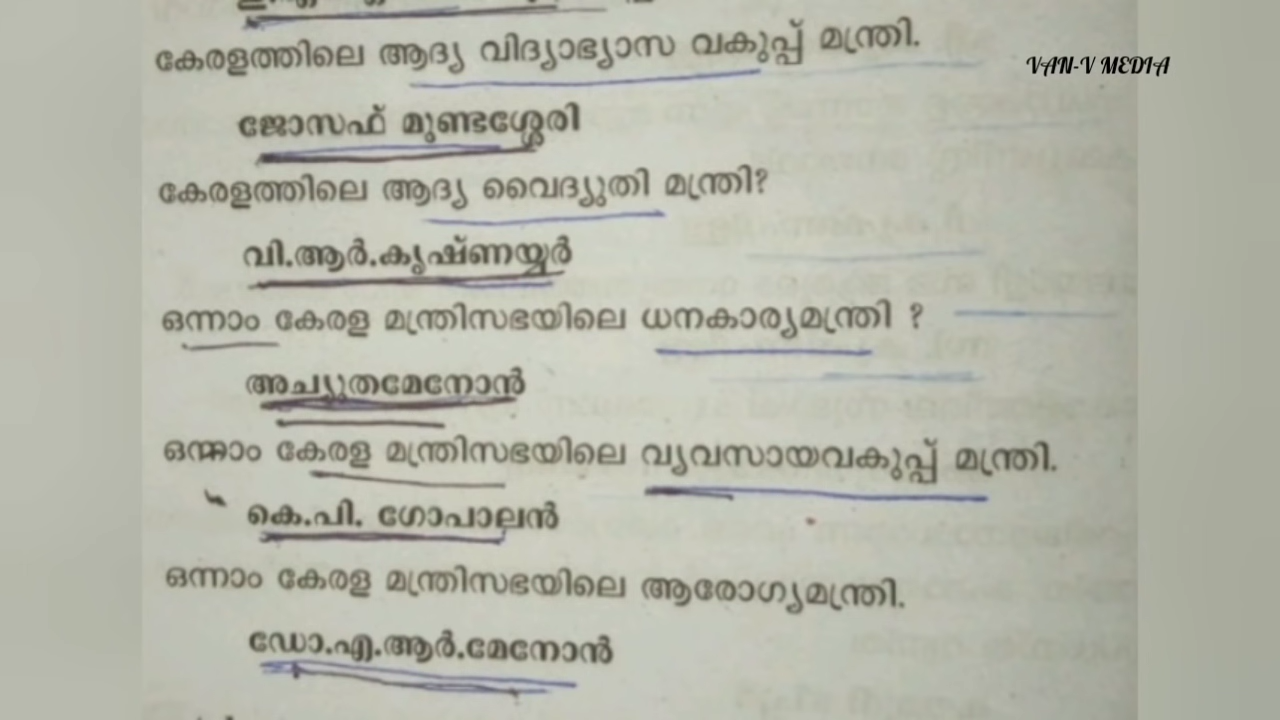 കേരളത്തിലെ ആദ്യ വിദ്യാഭ്യാസ വകുപ്പ് മന്ത്രി.
VAN-V MEDIA
ജോസഫ് മുണ്ടശ്ശേരി
കേരളത്തിലെ ആദ്യ വൈദ്യുതി മന്ത്രി?
വി.ആർ.കൃഷ്ണയ്യർ
ഒന്നാം കേരള മന്ത്രിസഭയിലെ ധനകാര്യമന്ത്രി ?
അച്യുതമേനോൻ
ഒന്നാം കേരള മന്ത്രിസഭയിലെ വ്യവസായവകുപ്പ് മന്ത്രി.
കെ.പി. ഗോപാലൻ
ഒന്നാം കേരള മന്ത്രിസഭയിലെ ആരോഗ്യമന്ത്രി.
ഡോ.എ.ആർ.മേനോൻ